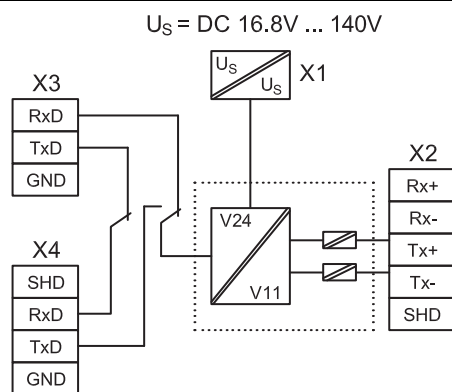 U_S = DC 16.8V ... 140V
U_S
U_S
X1
X3
RxD
TxD
GND
X4
SHD
RxD
TxD
GND
V24
V11
X2
Rx+
Rx-
Tx+
Tx-
SHD